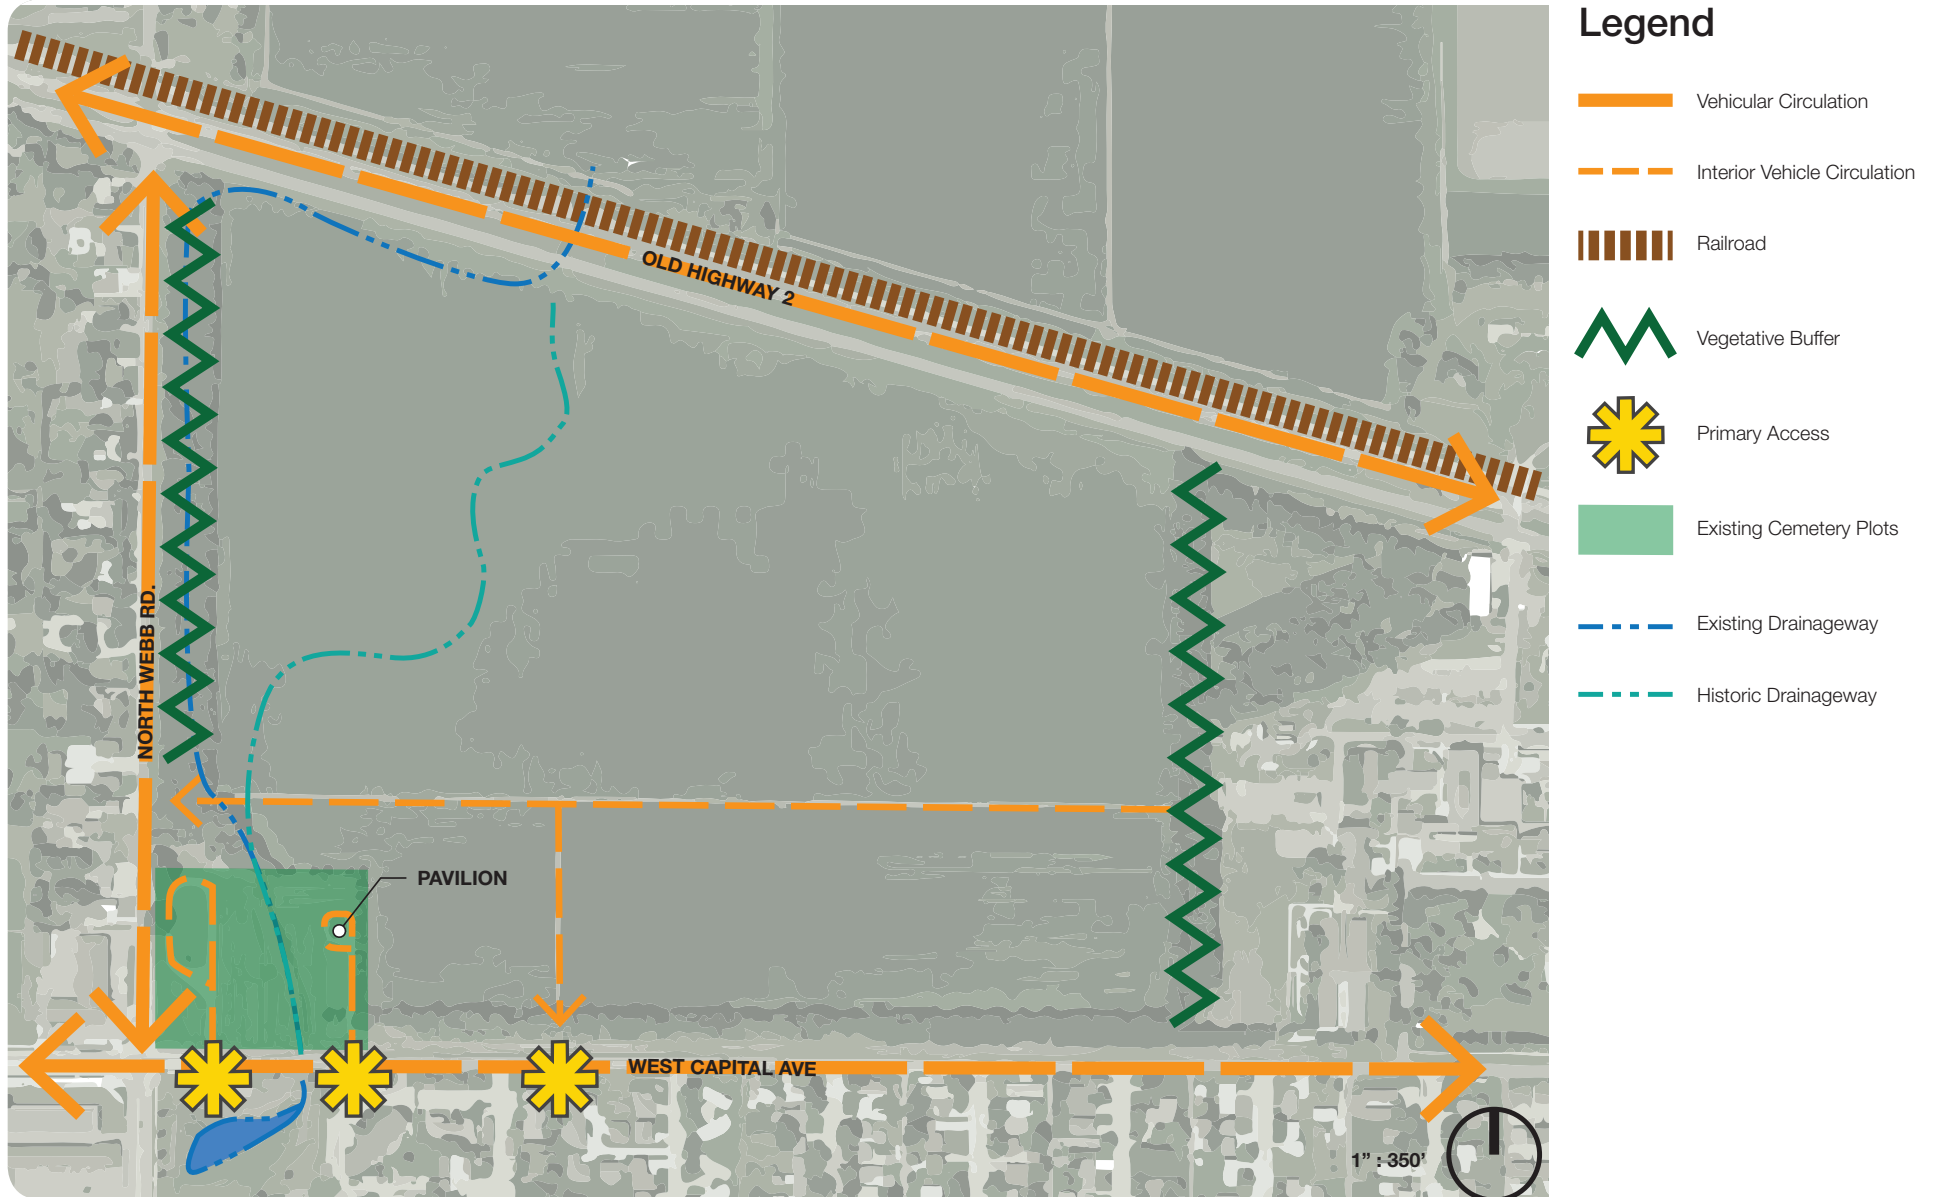 Legend
Vehicular Circulation
Interior Vehicle Circulation
Railroad
Vegetative Buffer
Primary Access
Existing Cemetery Plots
Existing Drainageway
Historic Drainageway
OLD HIGHWAY 2
NORTH WEBB RD.
PAVILION
WEST CAPITAL AVE
1” : 350’